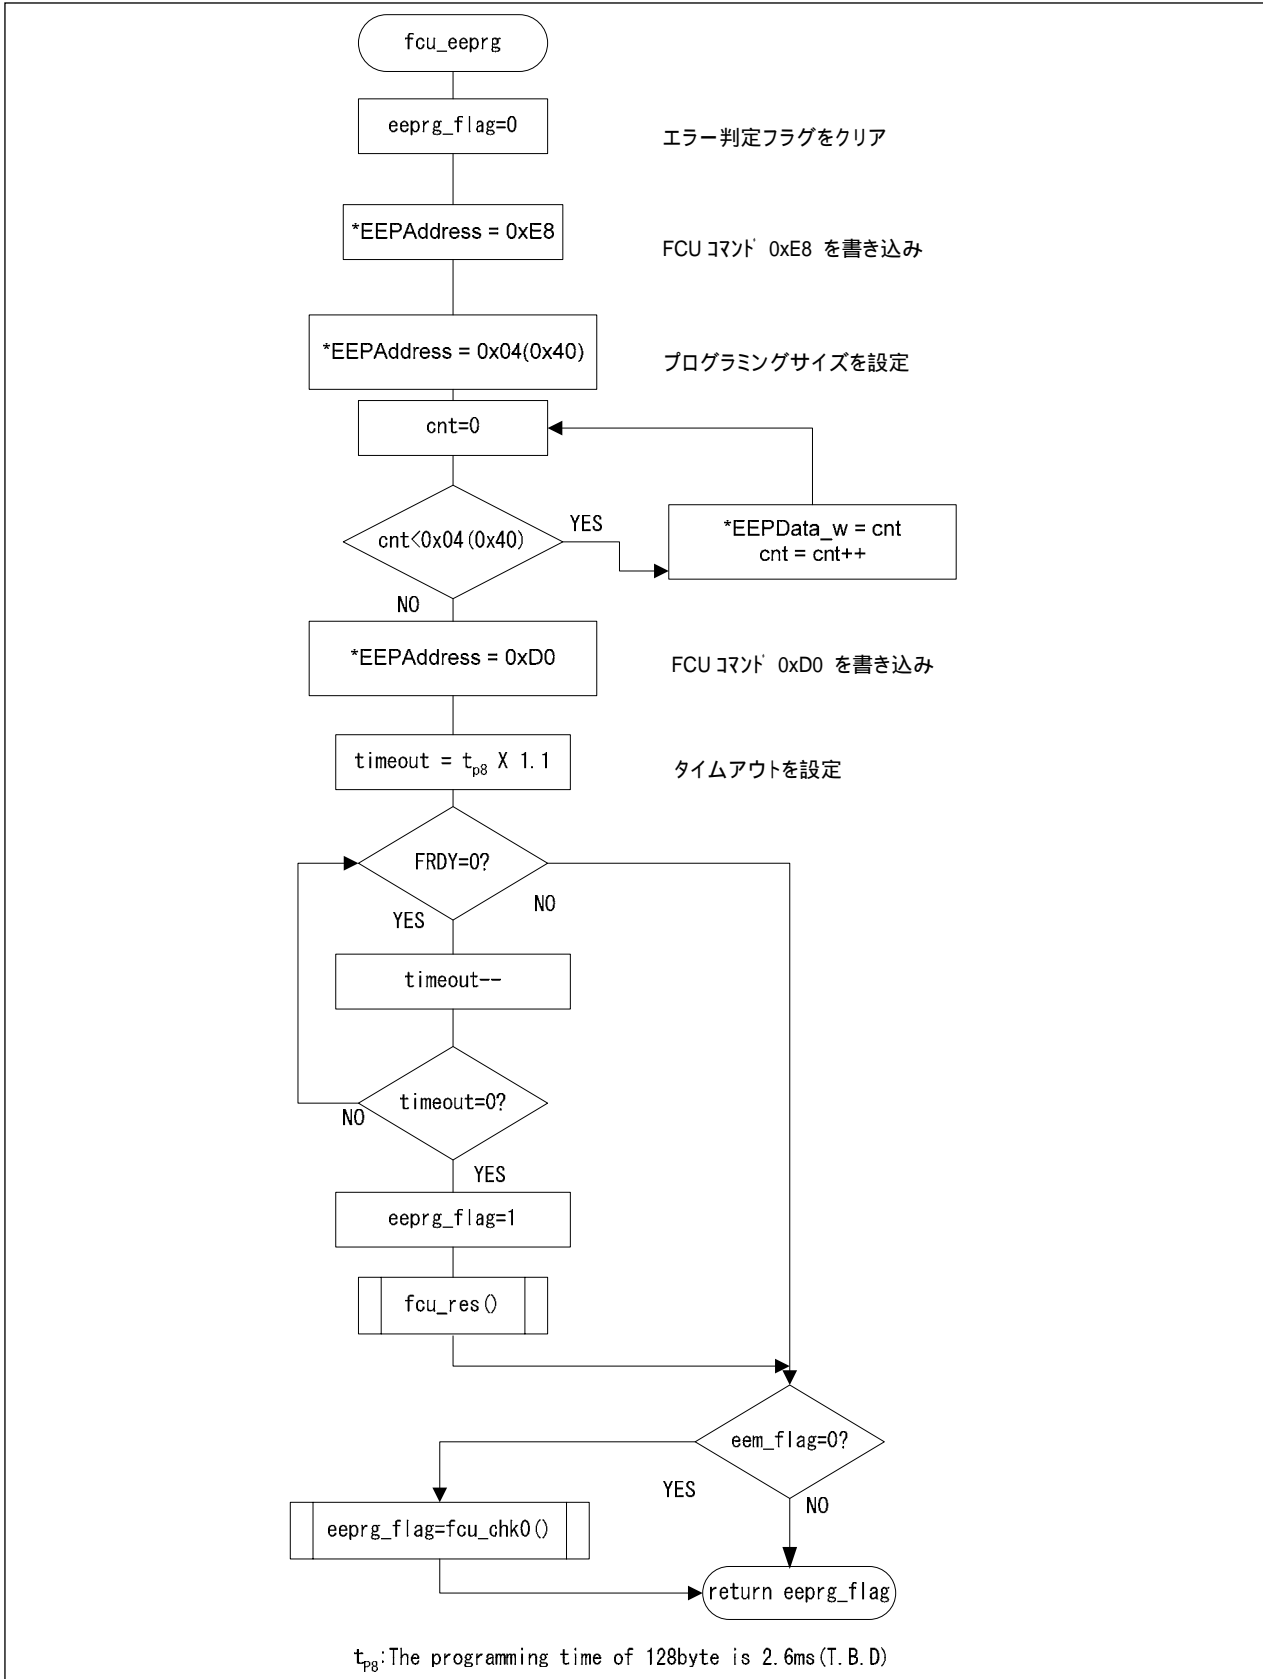 fcu_eeprg
eeprg_flag=0
エラー判定フラグをクリア
*EEPAddress = 0xE8
FCU ｺﾏﾝﾄﾞ 0xE8 を書き込み
*EEPAddress = 0x04(0x40)
プログラミングサイズを設定
cnt=0
cnt<0x04(0x40)
YES
*EEPData_w = cnt
cnt = cnt++
NO
*EEPAddress = 0xD0
FCU ｺﾏﾝﾄﾞ 0xD0 を書き込み
timeout = tp8 X 1.1
タイムアウトを設定
FRDY=0?
NO
YES
timeout--
timeout=0?
NO
YES
eeprg_flag=1
fcu_res()
eem_flag=0?
YES
NO
eeprg_flag=fcu_chk0()
return eeprg_flag
tP8:The programming time of 128byte is 2.6ms(T.B.D)